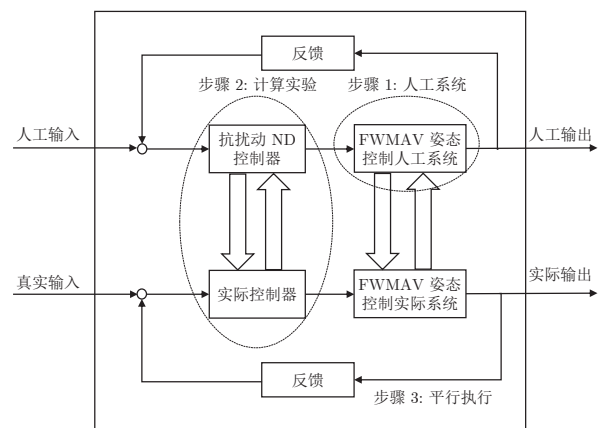 反馈
步骤 2: 计算实验
步骤 1: 人工系统
人工输入
抗扰动 ND
控制器
FWMAV 姿态
控制人工系统
人工输出
真实输入
实际控制器
FWMAV 姿态
控制实际系统
实际输出
反馈
步骤 3: 平行执行